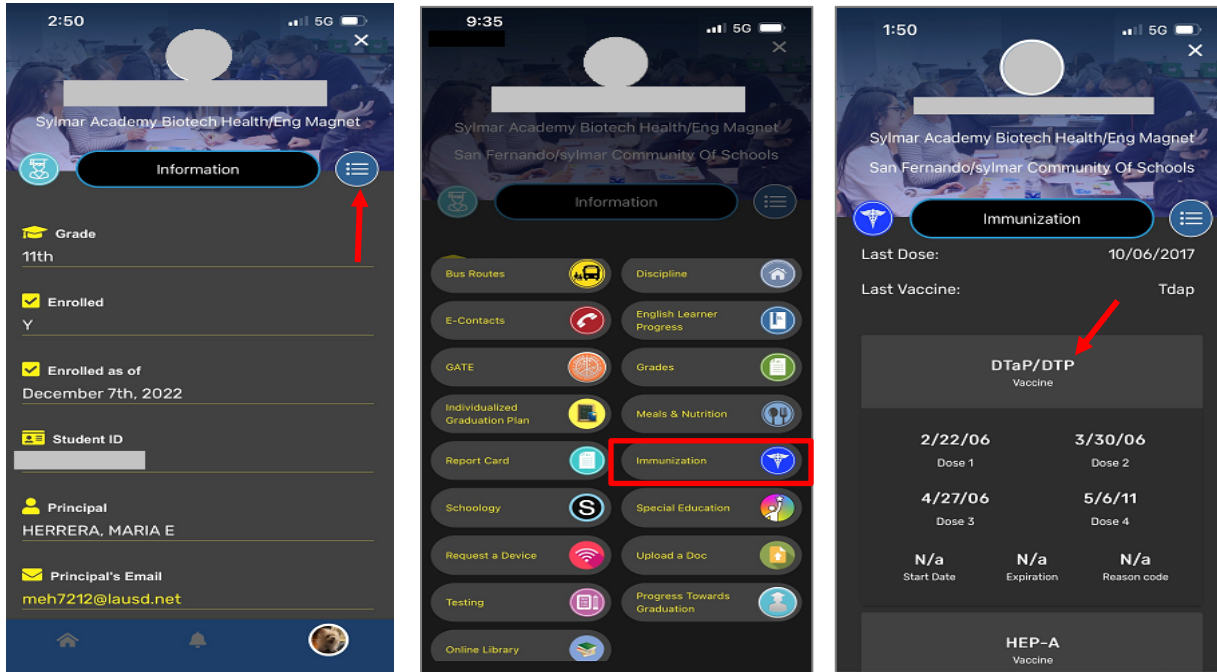 2:50
5G
Sylmar Academy Biotech Health/Eng Magnet
Information
Grade
11th
Enrolled
Y
Enrolled as of
December 7th, 2022
Student ID
Principal
HERRERA, MARIA E
Principal's Email
meh7212@lausd.net
9:35
5G
Sylmar Academy Biotech Health/Eng Magnet
San Fernando/sylmar Community Of Schools
Information
Bus Routes
Discipline
E-Contacts
English Learner
Progress
GATE
Grades
Individualized
Graduation Plan
Meals & Nutrition
Report Card
Immunization
Schoology
S
Special Education
Request a Device
Upload a Doc
Testing
Progress Towards
Graduation
Online Library
1:50
5G
Sylmar Academy Biotech Health/Eng Magnet
San Fernando/sylmar Community Of Schools
Immunization
Last Dose: 10/06/2017
Last Vaccine: Tdap
DTaP/DTP
Vaccine
2/22/06 3/30/06
Dose 1 Dose 2
4/27/06 5/6/11
Dose 3 Dose 4
N/a N/a N/a
Start Date Expiration Reason code
HEP-A
Vaccine